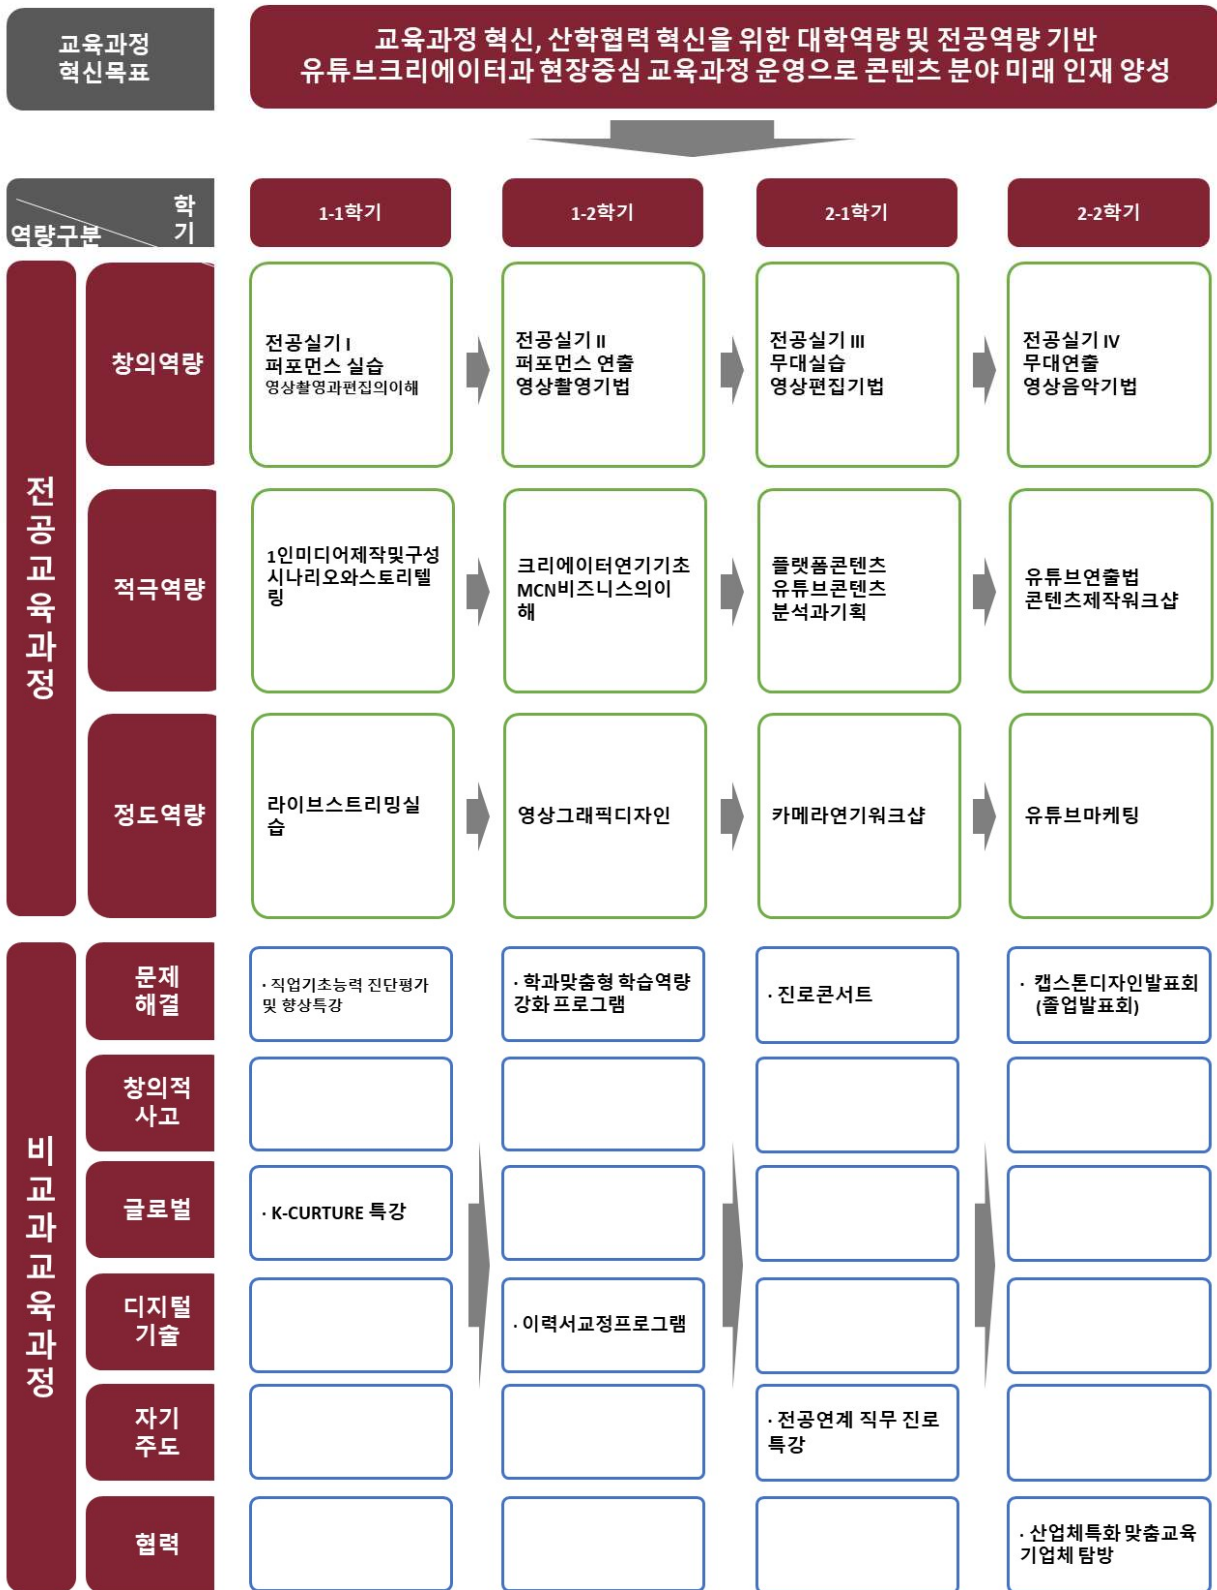 교육과정
혁신목표
교육과정 혁신, 산학협력 혁신을 위한 대학역량 및 전공역량 기반
유튜브크리에이터과 현장중심 교육과정 운영으로 콘텐츠 분야 미래 인재 양성
학
기
역량구분
1-1학기
1-2학기
2-1학기
2-2학기
전공교육과정
창의역량
전공실기 I
퍼포먼스 실습
영상촬영과편집의이해
전공실기 II
퍼포먼스 연출
영상촬영기법
전공실기 III
무대실습
영상편집기법
전공실기 IV
무대연출
영상음악기법
적극역량
1인미디어제작및구성
시나리오와스토리텔
링
크리에이터연기기초
MCN비즈니스의이
해
플랫폼콘텐츠
유튜브콘텐츠
분석과기획
유튜브연출법
콘텐츠제작워크샵
정도역량
라이브스트리밍실
습
영상그래픽디자인
카메라연기워크샵
유튜브마케팅
비교과교육과정
문제
해결
· 직업기초능력 진단평가
및 향상특강
· 학과맞춤형 학습역량
강화 프로그램
· 진로콘서트
· 캡스톤디자인발표회
(졸업발표회)
창의적
사고
글로벌
· K-CURTURE 특강
디지털
기술
· 이력서교정프로그램
자기
주도
· 전공연계 직무 진로
특강
협력
· 산업체특화 맞춤교육
기업체 탐방